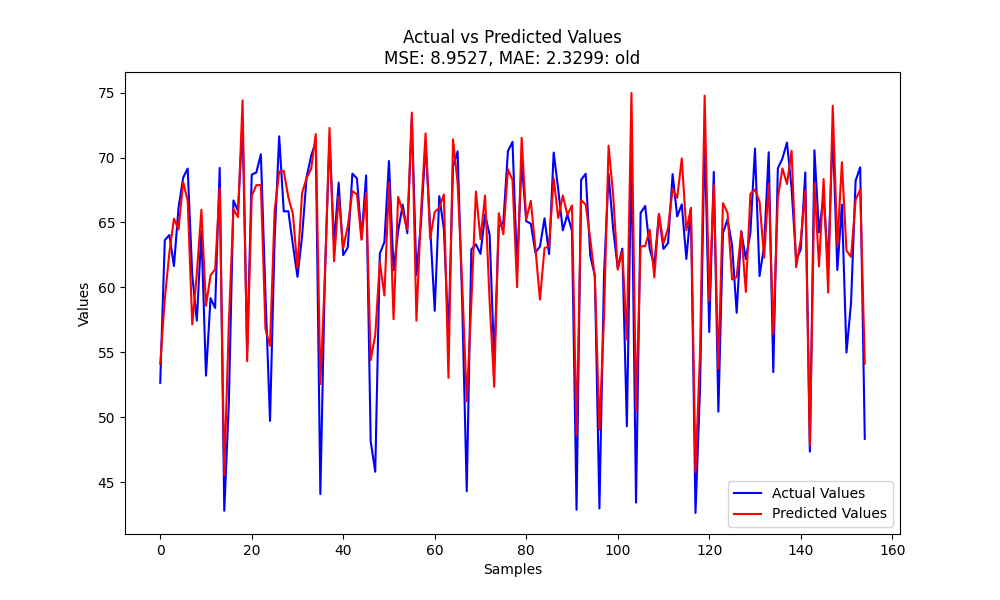 Actual vs Predicted Values
MSE: 8.9527, MAE: 2.3299: old
Values
75
70
65
60
55
50
45
0 20 40 60 80 100 120 140 160
Samples
Actual Values
Predicted Values